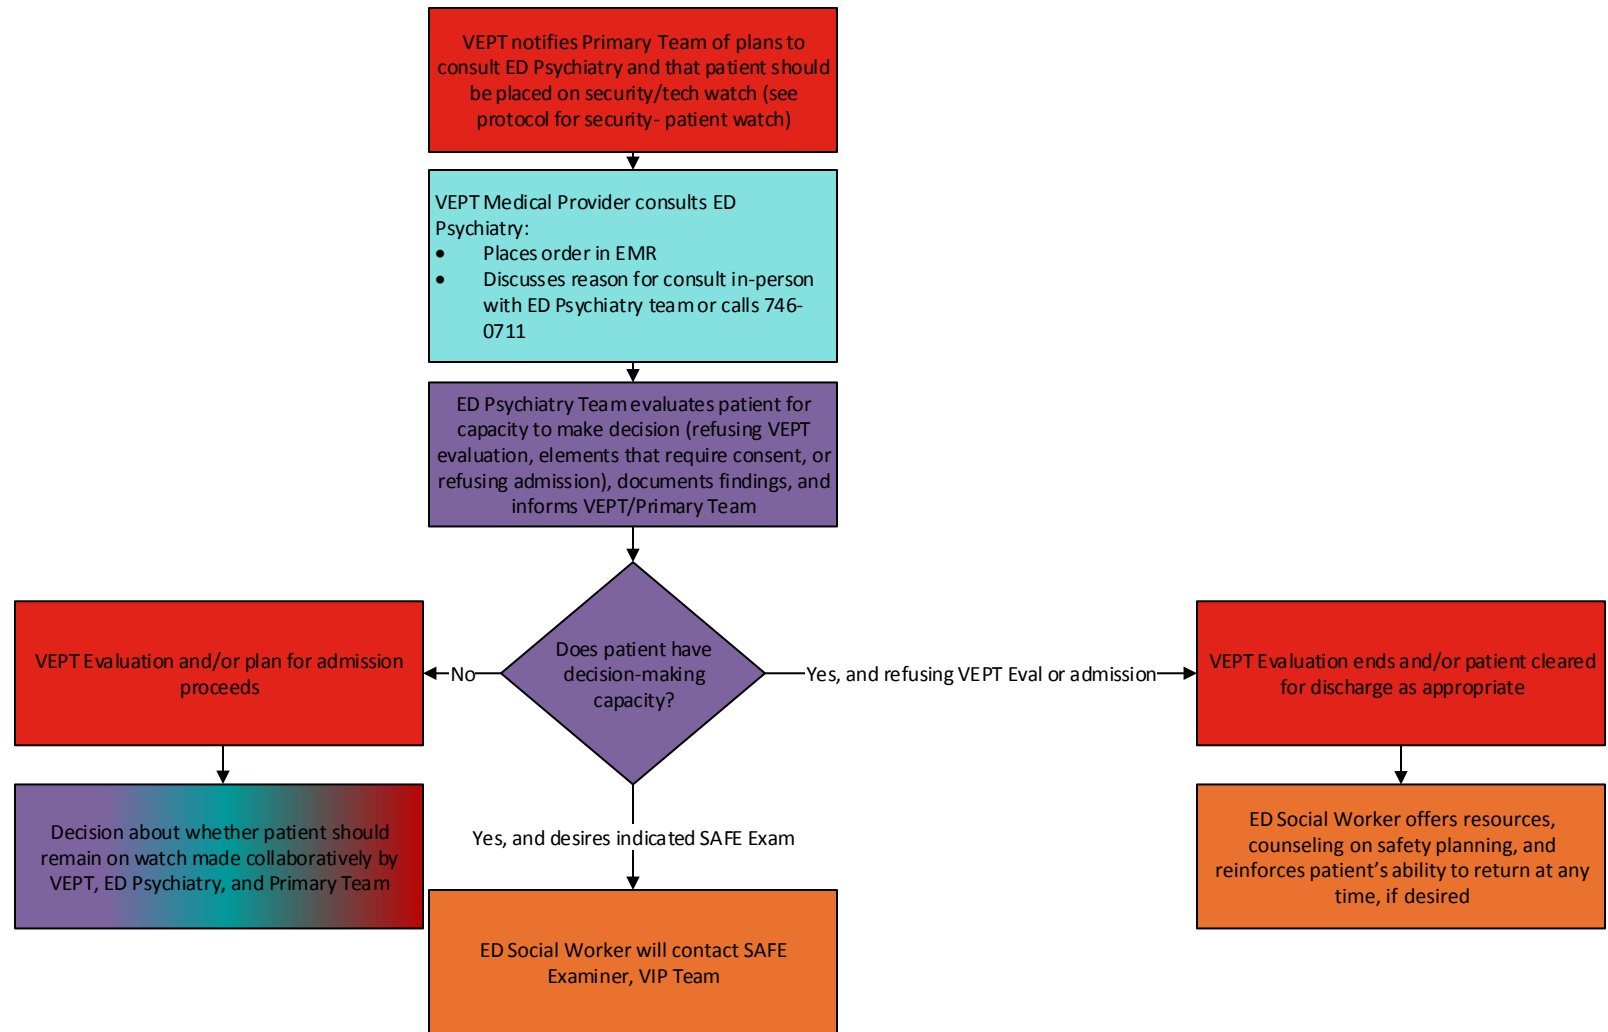 VEPT notifies Primary Team of plans to
consult ED Psychiatry and that patient should
be placed on security/tech watch (see
protocol for security- patient watch)
VEPT Medical Provider consults ED
Psychiatry:
• Places order in EMR
• Discusses reason for consult in-person
with ED Psychiatry team or calls 746-
0711
ED Psychiatry Team evaluates patient for
capacity to make decision (refusing VEPT
evaluation, elements that require consent, or
refusing admission), documents findings, and
informs VEPT/Primary Team
Does patient have
decision-making
capacity?
No
VEPT Evaluation and/or plan for admission
proceeds
Decision about whether patient should
remain on watch made collaboratively by
VEPT, ED Psychiatry, and Primary Team
Yes, and desires indicated SAFE Exam
ED Social Worker will contact SAFE
Examiner, VIP Team
Yes, and refusing VEPT Eval or admission
VEPT Evaluation ends and/or patient cleared
for discharge as appropriate
ED Social Worker offers resources,
counseling on safety planning, and
reinforces patient's ability to return at any
time, if desired